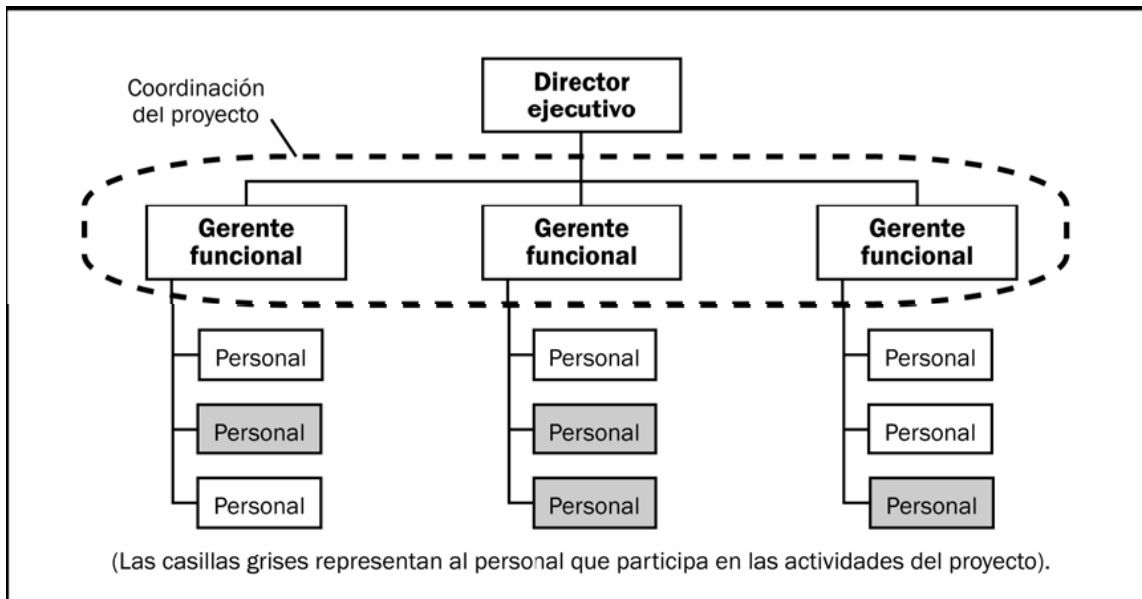 Coordinación
del proyecto
Director
ejecutivo
Gerente
funcional
Gerente
funcional
Gerente
funcional
Personal
Personal
Personal
Personal
Personal
Personal
Personal
Personal
Personal
(Las casillas grises representan al personal que participa en las actividades del proyecto).